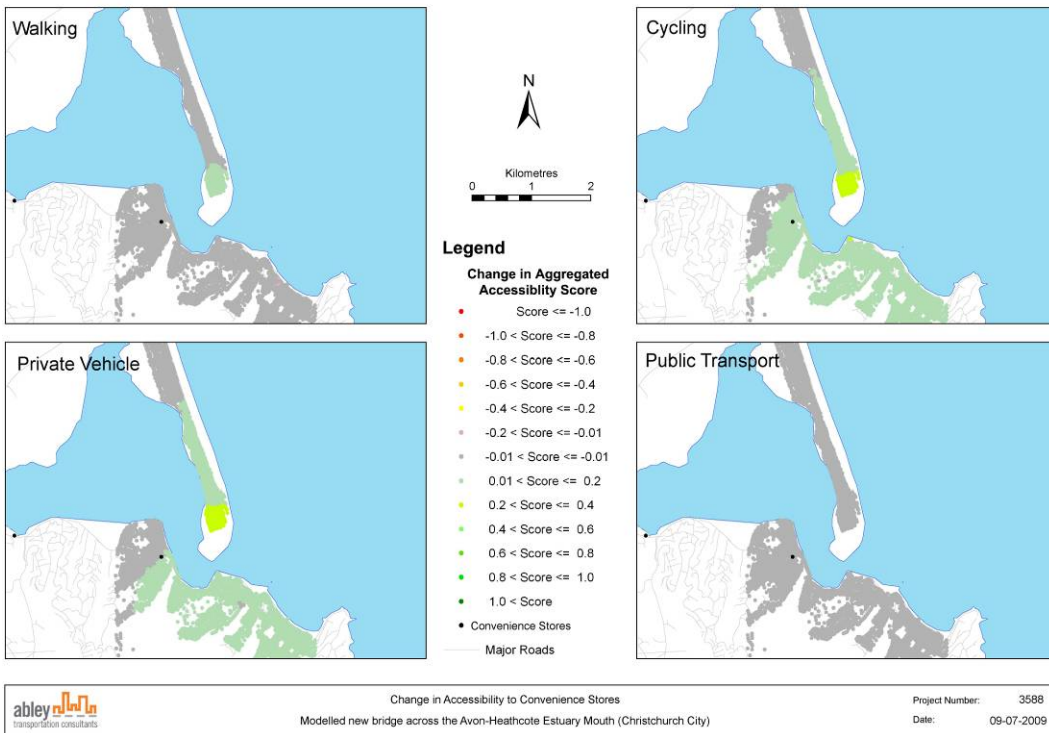 Walking
Cycling
N
Kilometres
0 1 2
Legend
Change in Aggregated
Accessiblity Score
Score <= -1.0
-1.0 < Score <= -0.8
-0.8 < Score <= -0.6
-0.6 < Score <= -0.4
-0.4 < Score <= -0.2
-0.2 < Score <= -0.01
-0.01 < Score <= -0.01
0.01 < Score <= 0.2
0.2 < Score <= 0.4
0.4 < Score <= 0.6
0.6 < Score <= 0.8
0.8 < Score <= 1.0
1.0 < Score
Convenience Stores
Major Roads
Private Vehicle
Public Transport
abley
transportation consultants
Change in Accessibility to Convenience Stores
Modelled new bridge across the Avon-Heathcote Estuary Mouth (Christchurch City)
Project Number: 3588
Date: 09-07-2009